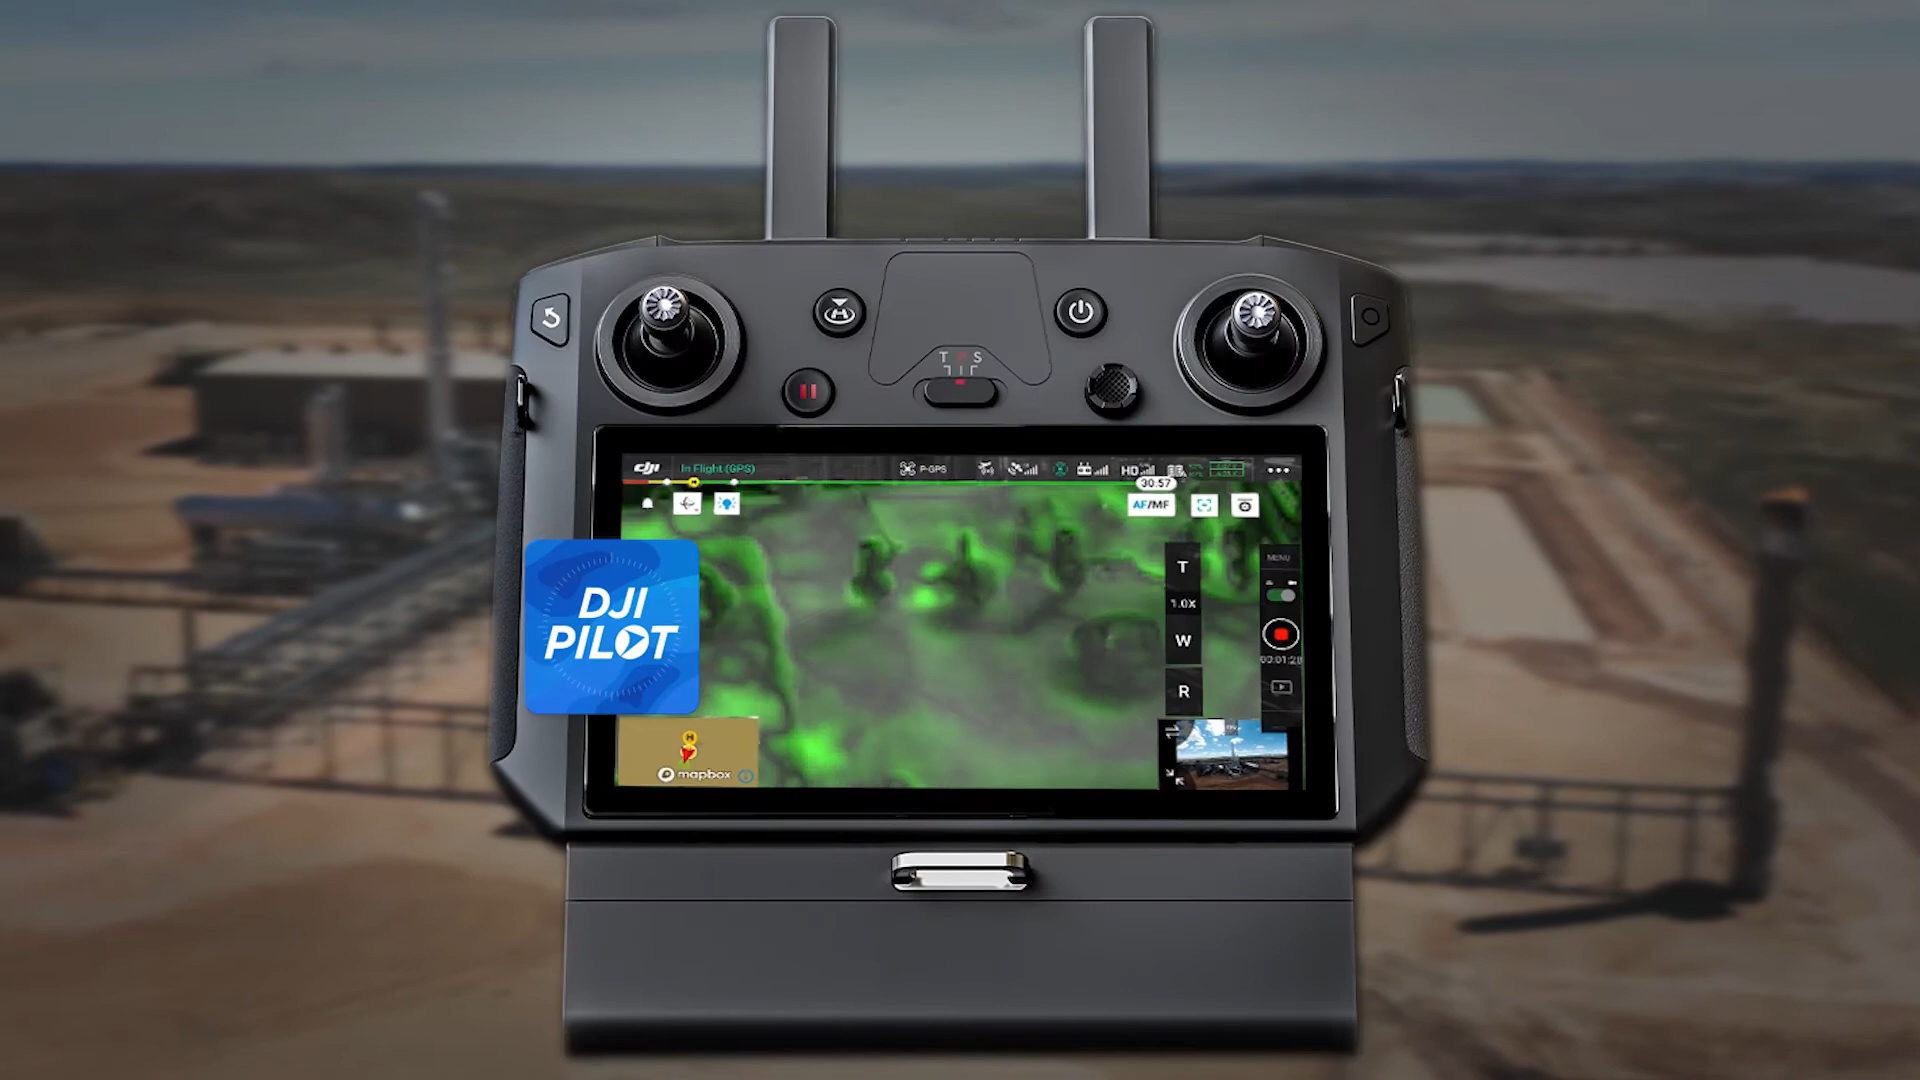 T P S
dji In Flight (GPS) P-GPS HD
30:57
AF/MF
MENU
T
1.0X
W
R
00:01:28
DJI
PILOT
H
mapbox